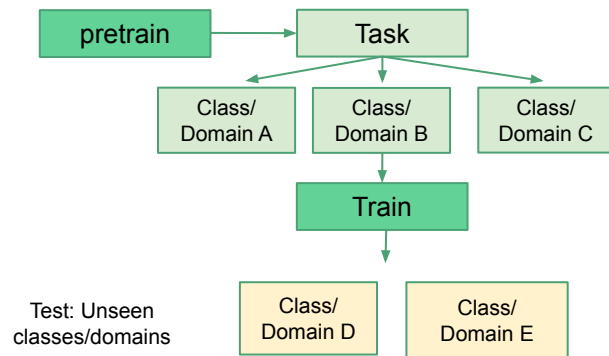 pretrain
Task
Class/
Domain A
Class/
Domain B
Class/
Domain C
Train
Test: Unseen
classes/domains
Class/
Domain D
Class/
Domain E